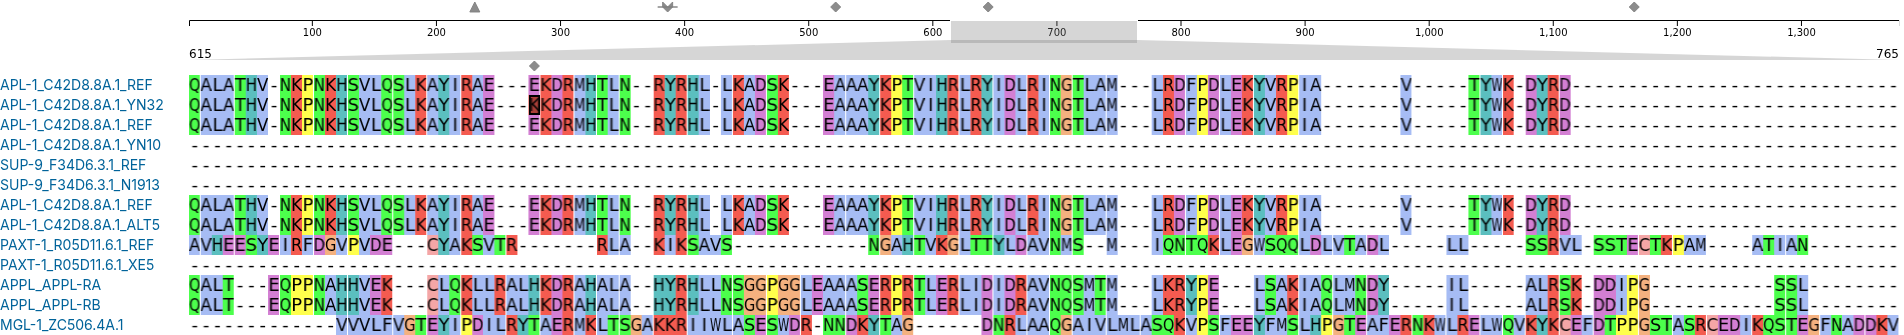 100 200 300 400 500 600 700 800 900 1,000 1,100 1,200 1,300
615 765
APL-1_C42D8.8A.1_REF QALATHV-NKPNKHSVLQSLKAYIRAE---EKDRMHTLN--RYRHL-LKADSK---EAAAYKPTVIHRLRYIDLRINGTLAM---LRDFPDLEKYVRPIA-------V-----TYWK-DYRD----------------------------
APL-1_C42D8.8A.1_YN32 QALATHV-NKPNKHSVLQSLKAYIRAE---KKDRMHTLN--RYRHL-LKADSK---EAAAYKPTVIHRLRYIDLRINGTLAM---LRDFPDLEKYVRPIA-------V-----TYWK-DYRD----------------------------
APL-1_C42D8.8A.1_REF QALATHV-NKPNKHSVLQSLKAYIRAE---EKDRMHTLN--RYRHL-LKADSK---EAAAYKPTVIHRLRYIDLRINGTLAM---LRDFPDLEKYVRPIA-------V-----TYWK-DYRD----------------------------
APL-1_C42D8.8A.1_YN10
SUP-9_F34D6.3.1_REF
SUP-9_F34D6.3.1_N1913
APL-1_C42D8.8A.1_REF QALATHV-NKPNKHSVLQSLKAYIRAE---EKDRMHTLN--RYRHL-LKADSK---EAAAYKPTVIHRLRYIDLRINGTLAM---LRDFPDLEKYVRPIA-------V-----TYWK-DYRD----------------------------
APL-1_C42D8.8A.1_ALT5 QALATHV-NKPNKHSVLQSLKAYIRAE---EKDRMHTLN--RYRHL-LKADSK---EAAAYKPTVIHRLRYIDLRINGTLAM---LRDFPDLEKYVRPIA-------V-----TYWK-DYRD----------------------------
PAXT-1_R05D11.6.1_REF AVHEESYEIRFDGVPVDE---CYAKSVTR-------RLA--KIKSAVS------------NGAHTVKGLTTYLDAVNMS--M---IQNTQKLEGWSQQLDLVTADL-----LL-----SSRVL-SSTECTKPAM----ATIAN--------
PAXT-1_R05D11.6.1_XE5
APPL_APPL-RA QALT---EQPPNAHHVEK---CLQKLLRALHKDRAHALA--HYRHLLNSGGPGGLEAAASERPRTLERLIDIDRAVNQSMTM---LKRYPE---LSAKIAQLMNDY-----IL-----ALRSK-DDIPG-----------SSL--------
APPL_APPL-RB QALT---EQPPNAHHVEK---CLQKLLRALHKDRAHALA--HYRHLLNSGGPGGLEAAASERPRTLERLIDIDRAVNQSMTM---LKRYPE---LSAKIAQLMNDY-----IL-----ALRSK-DDIPG-----------SSL--------
MGL-1_ZC506.4A.1 -------------VVVLFVGTEYIPDILRYTAERMKLTSGAKKRIIWLASESWDR-NNDKYTAG------DNRLAAQGAIVLMLASQKVPSFEEYFMSLHPGTEAFERNKWLRELWQVKYKCEFDTPPGSTASRCEDIKQSTEGFNADDKV